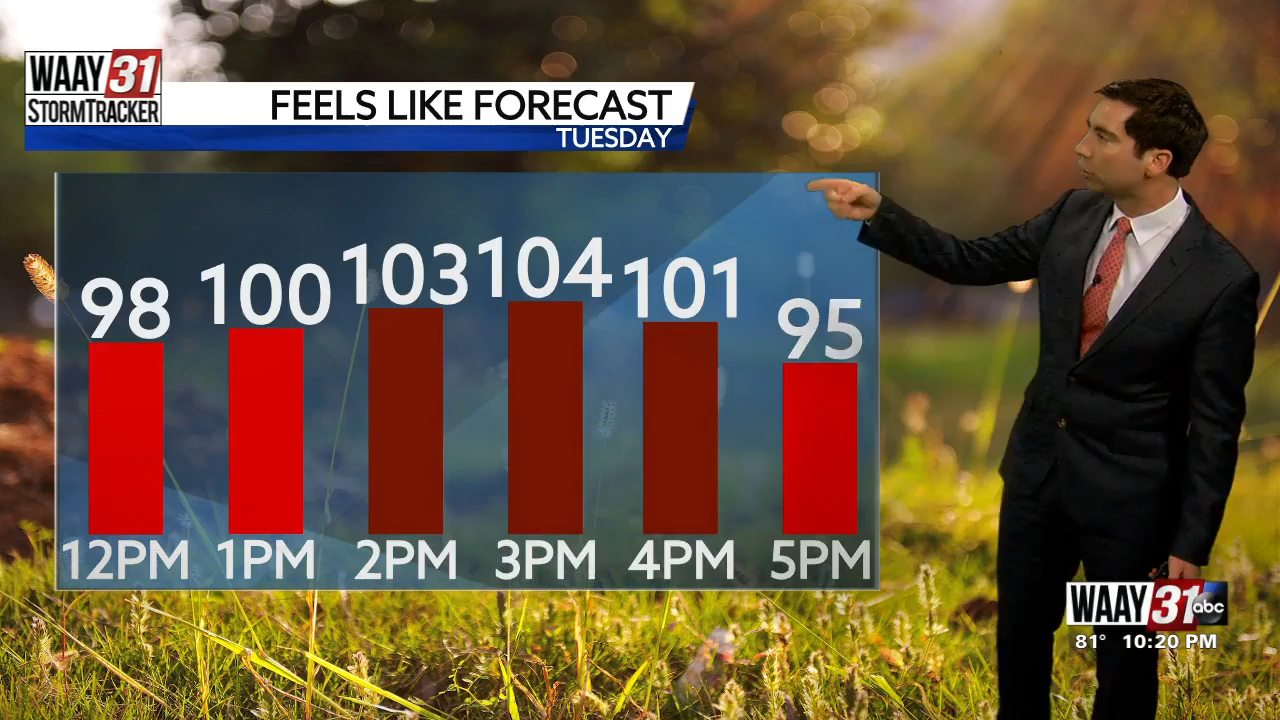 WAAY 31
STORMTRACKER
FEELS LIKE FORECAST
TUESDAY
98 100 103 104 101 95
12PM 1PM 2PM 3PM 4PM 5PM
WAAY 31 abc
81° 10:20 PM